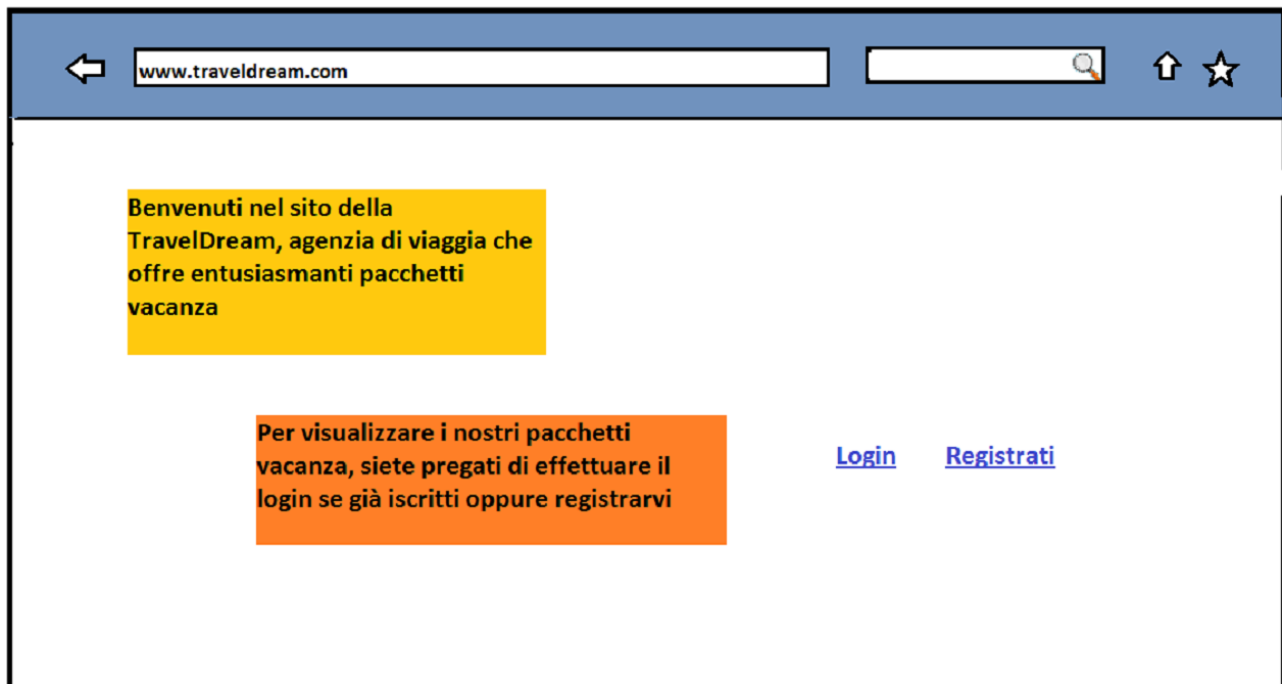 www.traveldream.com
Benvenuti nel sito della
TravelDream, agenzia di viaggia che
offre entusiasmanti pacchetti
vacanza
Per visualizzare i nostri pacchetti
vacanza, siete pregati di effettuare il
login se già iscritti oppure registrarvi
Login Registrati